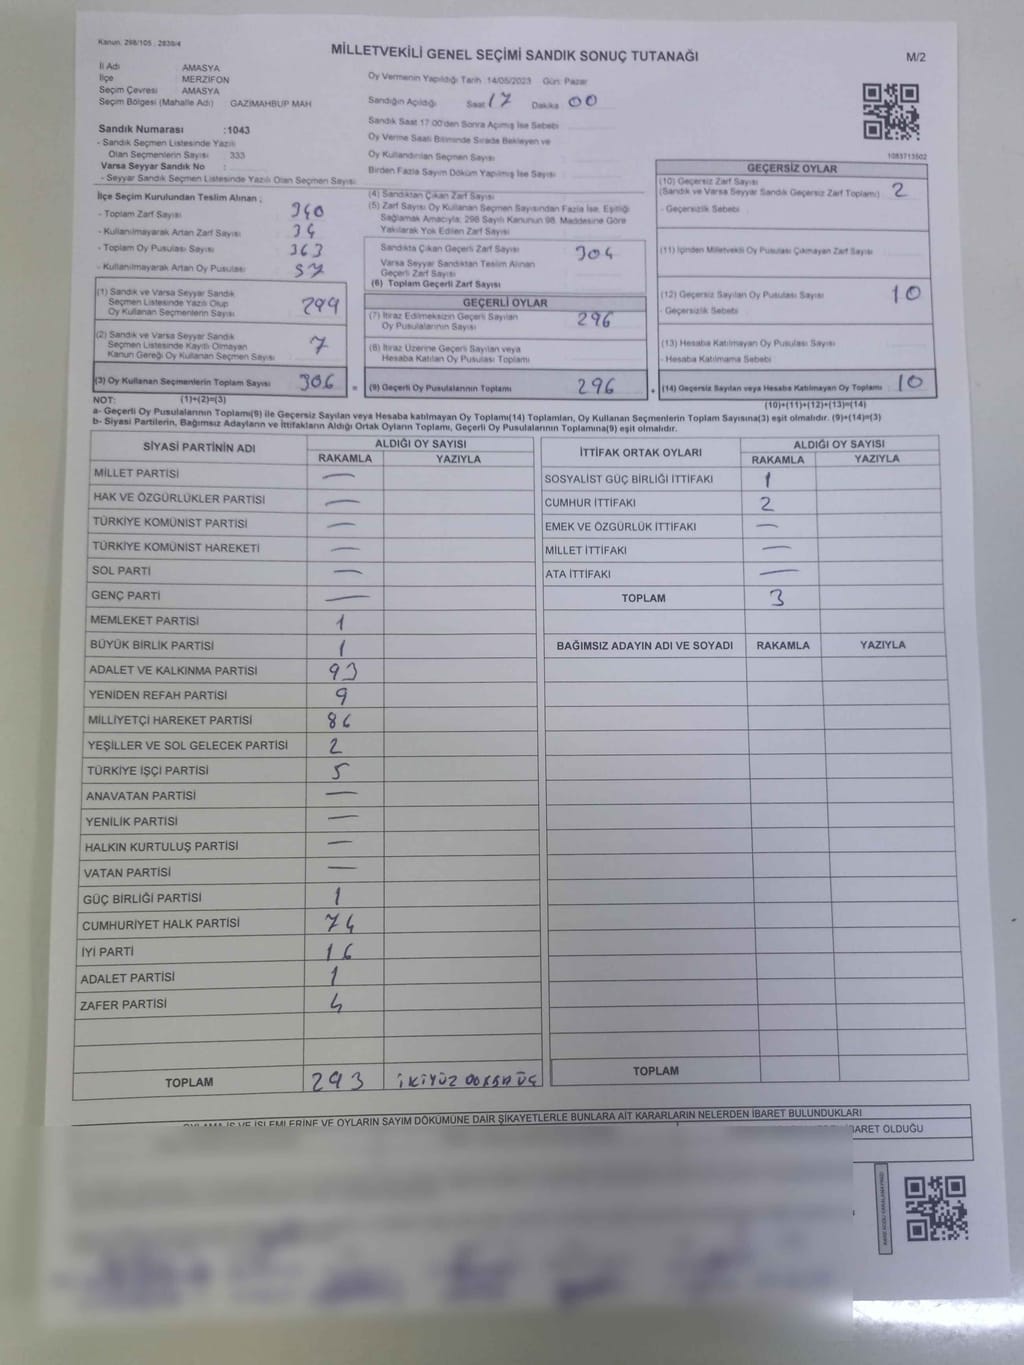 Kanun, 298/105 , 2839/4
MİLLETVEKİLİ GENEL SEÇİMİ SANDIK SONUÇ TUTANAĞI
M/2
İl Adı AMASYA
İlçe MERZİFON
Seçim Çevresi AMASYA
Seçim Bölgesi (Mahalle Adı) GAZİMAHBUP MAH
Oy Vermenin Yapıldığı Tarih 14/05/2023 Gün: Pazar
Sandığın Açıldığı Saat 17 Dakika 00
Sandık Saat 17:00'den Sonra Açılmış İse Sebebi
Oy Verme Saati Bitiminde Sırada Bekleyen ve
Oy Kullandırılan Seçmen Sayısı
Birden Fazla Sayım Döküm Yapılmış İse Sayısı
1083713502
Sandık Numarası :1043
- Sandık Seçmen Listesinde Yazılı
Olan Seçmenlerin Sayısı : 333
Varsa Seyyar Sandık No :
- Seyyar Sandık Seçmen Listesinde Yazılı Olan Seçmen Sayısı
İlçe Seçim Kurulundan Teslim Alınan ;
- Toplam Zarf Sayısı 340
- Kullanılmayarak Artan Zarf Sayısı 34
- Toplam Oy Pusulası Sayısı 363
- Kullanılmayarak Artan Oy Pusulası 57
(1) Sandık ve Varsa Seyyar Sandık
Seçmen Listesinde Yazılı Olup
Oy Kullanan Seçmenlerin Sayısı 299
(2) Sandık ve Varsa Seyyar Sandık
Seçmen Listesinde Kayıtlı Olmayan
Kanun Gereği Oy Kullanan Seçmen Sayısı 7
(3) Oy Kullanan Seçmenlerin Toplam Sayısı 306 =
(4) Sandıktan Çıkan Zarf Sayısı
(5) Zarf Sayısı Oy Kullanan Seçmen Sayısından Fazla İse, Eşitliği
Sağlamak Amacıyla; 298 Sayılı Kanunun 98. Maddesine Göre
Yakılarak Yok Edilen Zarf Sayısı
Sandıkta Çıkan Geçerli Zarf Sayısı 304
Varsa Seyyar Sandıktan Teslim Alınan
Geçerli Zarf Sayısı
(6) Toplam Geçerli Zarf Sayısı
GEÇERLİ OYLAR
(7) İtiraz Edilmeksizin Geçerli Sayılan
Oy Pusulalarının Sayısı 296
(8) İtiraz Üzerine Geçerli Sayılan veya
Hesaba Katılan Oy Pusulası Toplamı
(9) Geçerli Oy Pusulalarının Toplamı 296 +
GEÇERSİZ OYLAR
(10) Geçersiz Zarf Sayısı
(Sandık ve Varsa Seyyar Sandık Geçersiz Zarf Toplamı) 2
- Geçersizlik Sebebi
(11) İçinden Milletvekili Oy Pusulası Çıkmayan Zarf Sayısı
(12) Geçersiz Sayılan Oy Pusulası Sayısı 10
- Geçersizlik Sebebi
(13) Hesaba Katılmayan Oy Pusulası Sayısı
- Hesaba Katılmama Sebebi
(14) Geçersiz Sayılan veya Hesaba Katılmayan Oy Toplamı 10
NOT: (1)+(2)=(3)
(10)+(11)+(12)+(13)=(14)
a- Geçerli Oy Pusulalarının Toplamı(9) ile Geçersiz Sayılan veya Hesaba katılmayan Oy Toplamı(14) Toplamları, Oy Kullanan Seçmenlerin Toplam Sayısına(3) eşit olmalıdır. (9)+(14)=(3)
b- Siyasi Partilerin, Bağımsız Adayların ve İttifakların Aldığı Ortak Oyların Toplamı, Geçerli Oy Pusulalarının Toplamına(9) eşit olmalıdır.
SİYASİ PARTİNİN ADI ALDIĞI OY SAYISI
RAKAMLA YAZIYLA
MİLLET PARTİSİ —
HAK VE ÖZGÜRLÜKLER PARTİSİ —
TÜRKİYE KOMÜNİST PARTİSİ —
TÜRKİYE KOMÜNİST HAREKETİ —
SOL PARTİ —
GENÇ PARTİ —
MEMLEKET PARTİSİ 1
BÜYÜK BİRLİK PARTİSİ 1
ADALET VE KALKINMA PARTİSİ 93
YENİDEN REFAH PARTİSİ 9
MİLLİYETÇİ HAREKET PARTİSİ 86
YEŞİLLER VE SOL GELECEK PARTİSİ 2
TÜRKİYE İŞÇİ PARTİSİ 5
ANAVATAN PARTİSİ —
YENİLİK PARTİSİ —
HALKIN KURTULUŞ PARTİSİ —
VATAN PARTİSİ —
GÜÇ BİRLİĞİ PARTİSİ 1
CUMHURİYET HALK PARTİSİ 74
İYİ PARTİ 16
ADALET PARTİSİ 1
ZAFER PARTİSİ 4
TOPLAM 293 İKİYÜZ DOKSAÜÇ
İTTİFAK ORTAK OYLARI ALDIĞI OY SAYISI
RAKAMLA YAZIYLA
SOSYALİST GÜÇ BİRLİĞİ İTTİFAKI 1
CUMHUR İTTİFAKI 2
EMEK VE ÖZGÜRLÜK İTTİFAKI —
MİLLET İTTİFAKI —
ATA İTTİFAKI —
TOPLAM 3
BAĞIMSIZ ADAYIN ADI VE SOYADI RAKAMLA YAZIYLA
TOPLAM
OYLAMA İŞ VE İŞLEMLERİNE VE OYLARIN SAYIM DÖKÜMÜNE DAİR ŞİKAYETLERLE BUNLARA AİT KARARLARIN NELERDEN İBARET BULUNDUKLARI
İBARET OLDUĞU